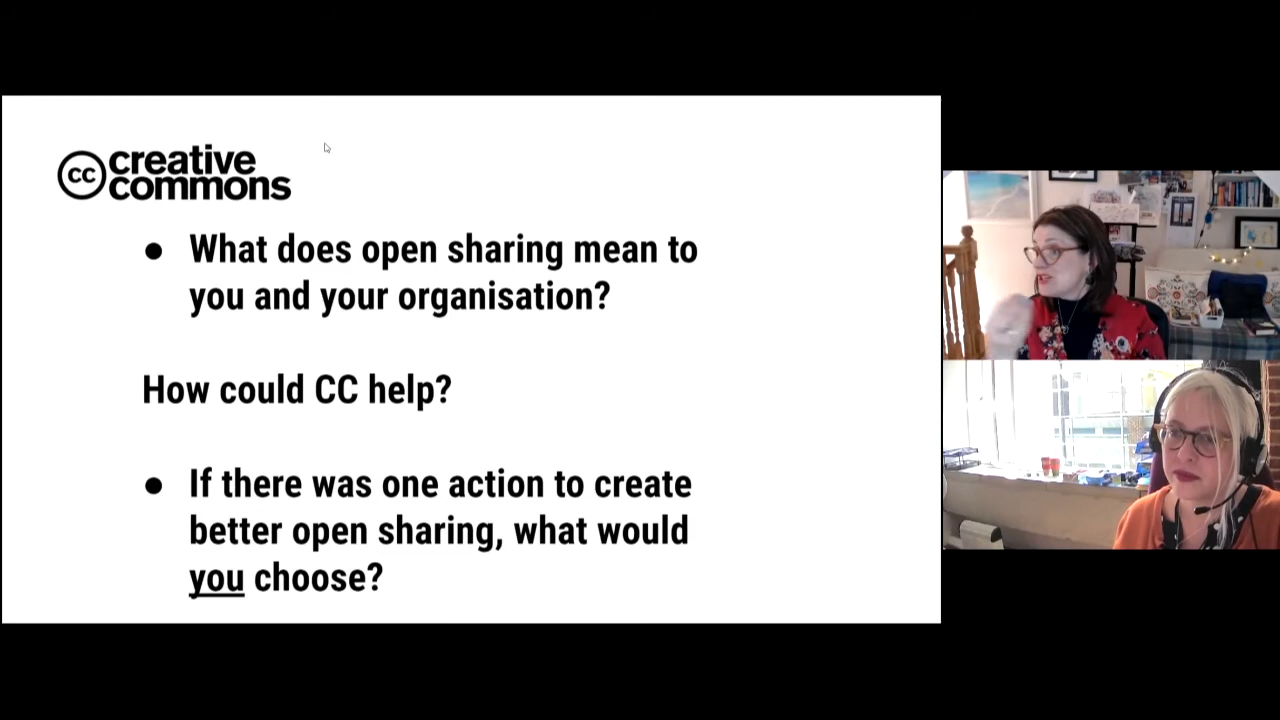 cc creative
commons
● What does open sharing mean to
you and your organisation?
How could CC help?
● If there was one action to create
better open sharing, what would
you choose?